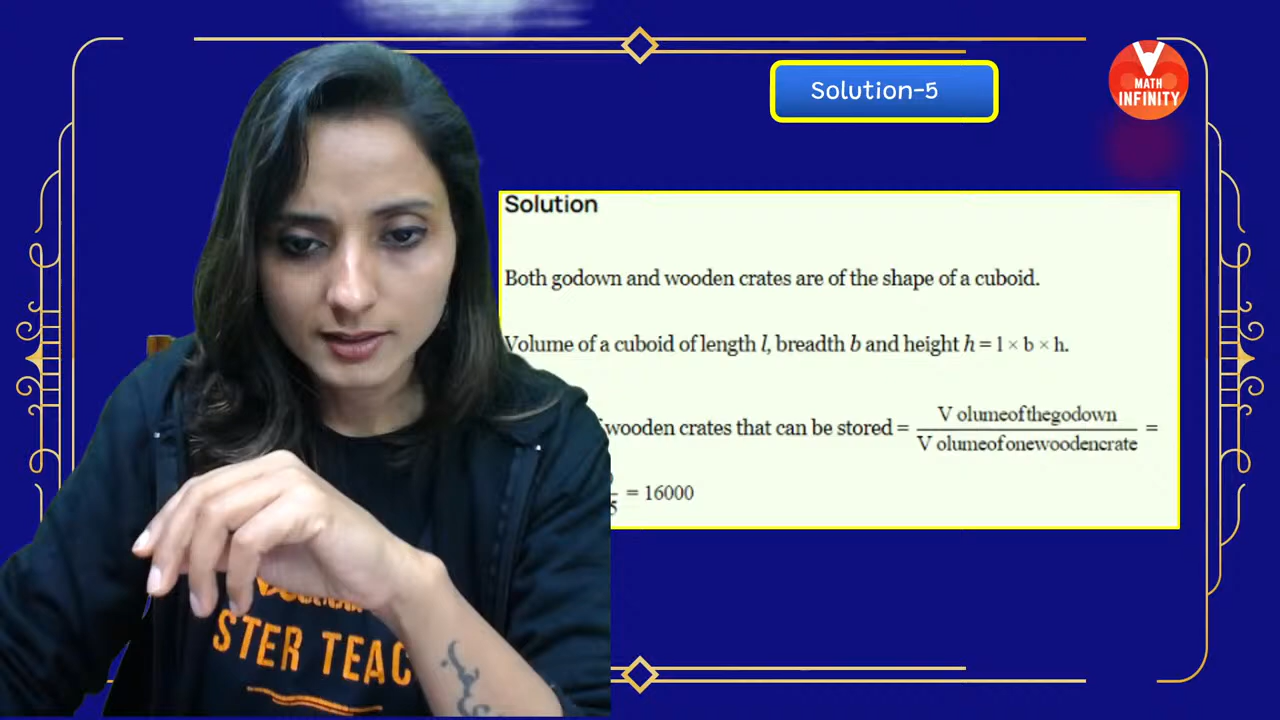 Solution-5
MATH
INFINITY
Solution
Both godown and wooden crates are of the shape of a cuboid.
Volume of a cuboid of length l, breadth b and height h = l × b × h.
wooden crates that can be stored = V olumeofthegodown / V olumeofonewoodencrate =
5 = 16000
STER TEAC